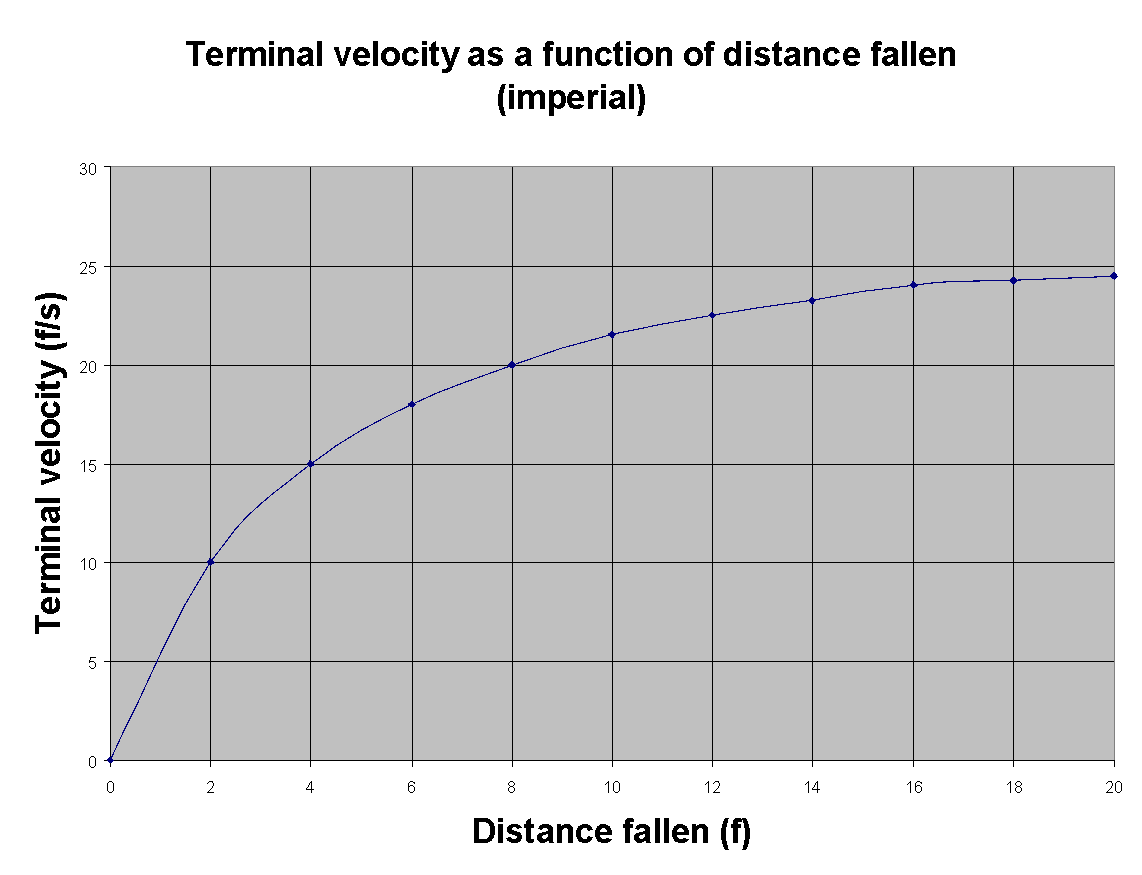 Terminal velocity as a function of distance fallen
(imperial)
30
25
20
15
10
5
0
Terminal velocity (f/s)
0 2 4 6 8 10 12 14 16 18 20
Distance fallen (f)